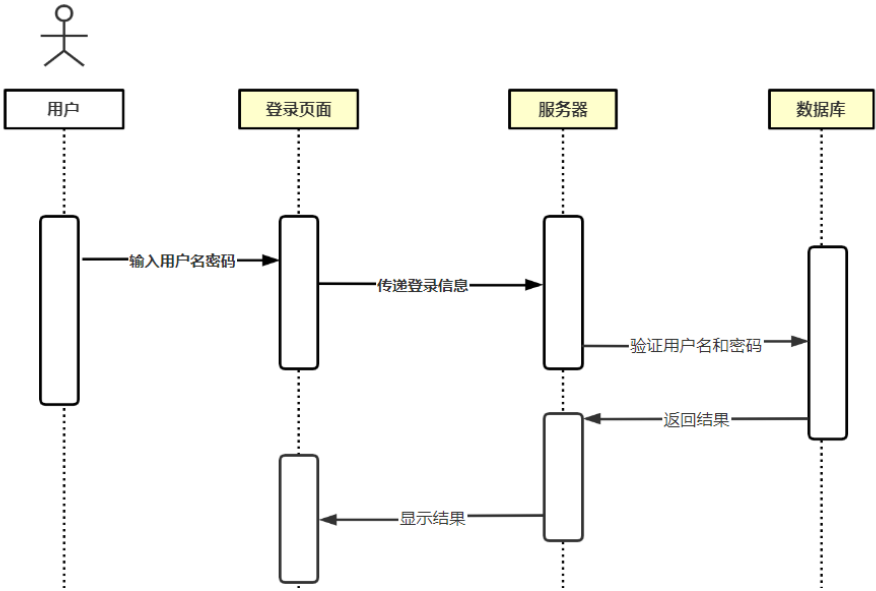 用户
登录页面
服务器
数据库
输入用户名密码
传递登录信息
验证用户名和密码
返回结果
显示结果